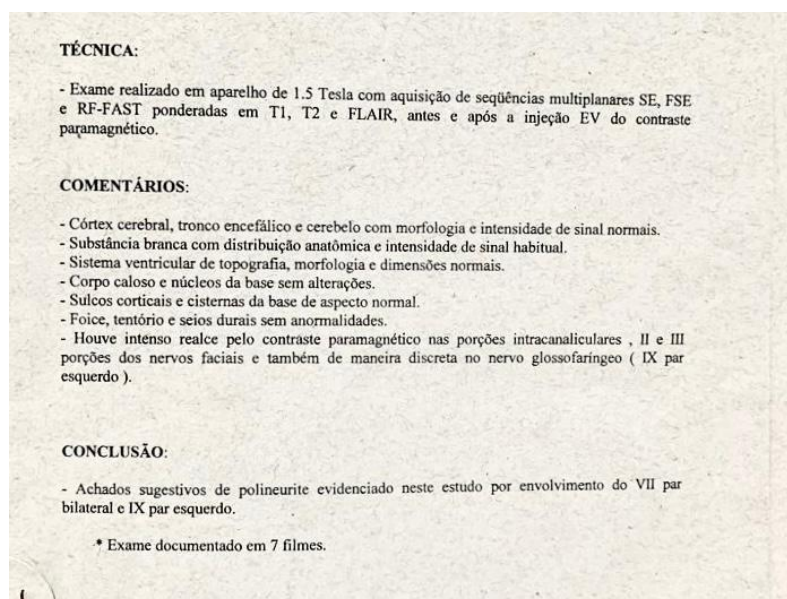 TÉCNICA:
- Exame realizado em aparelho de 1.5 Tesla com aquisição de seqüências multiplanares SE, FSE
e RF-FAST ponderadas em T1, T2 e FLAIR, antes e após a injeção EV do contraste
paramagnético.
COMENTÁRIOS:
- Córtex cerebral, tronco encefálico e cerebelo com morfologia e intensidade de sinal normais.
- Substância branca com distribuição anatômica e intensidade de sinal habitual.
- Sistema ventricular de topografia, morfologia e dimensões normais.
- Corpo caloso e núcleos da base sem alterações.
- Sulcos corticais e cisternas da base de aspecto normal.
- Foice, tentório e seios durais sem anormalidades.
- Houve intenso realce pelo contraste paramagnético nas porções intracanaliculares , II e III
porções dos nervos faciais e também de maneira discreta no nervo glossofaríngeo ( IX par
esquerdo ).
CONCLUSÃO:
- Achados sugestivos de polineurite evidenciado neste estudo por envolvimento do VII par
bilateral e IX par esquerdo.
* Exame documentado em 7 filmes.